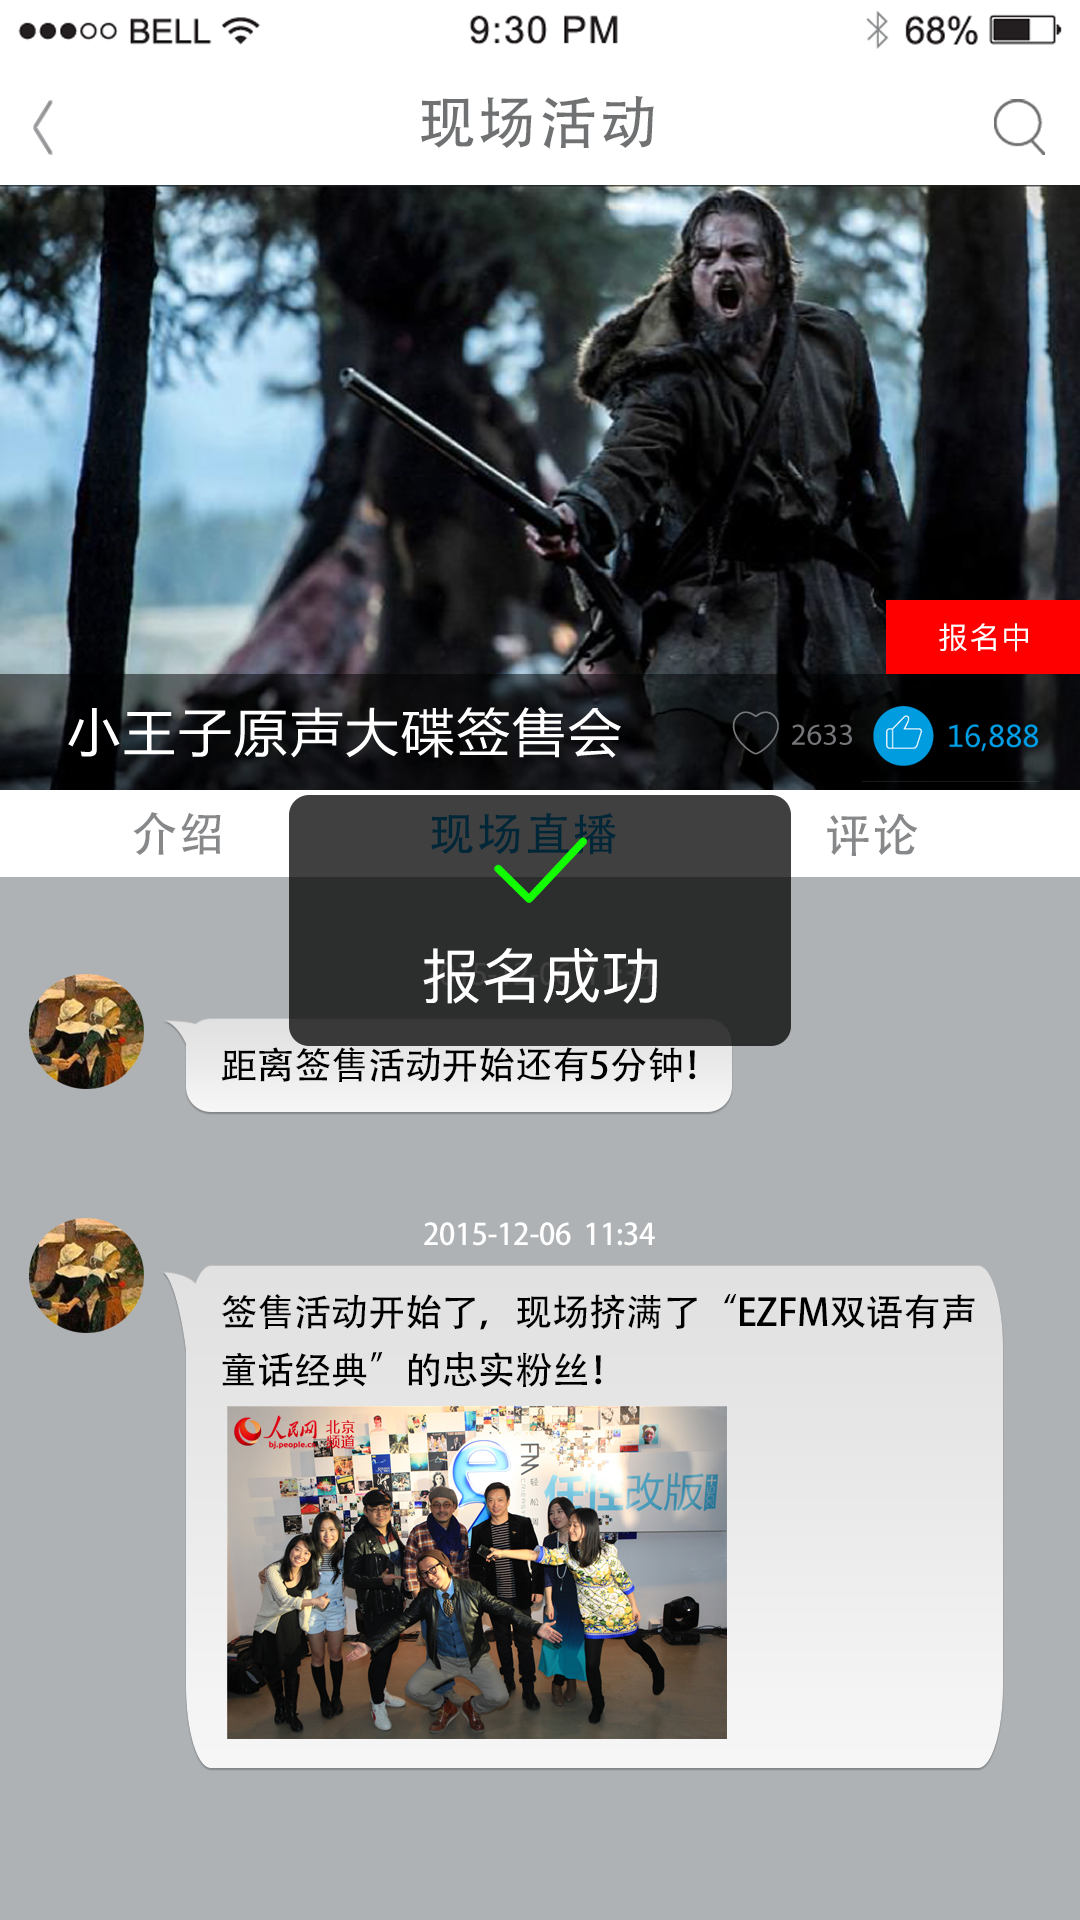 BELL 9:30 PM 68%
现场活动
报名中
小王子原声大碟签售会 2633 16,888
介绍 现场直播 评论
报名成功
距离签售活动开始还有5分钟!
2015-12-06 11:34
签售活动开始了,现场挤满了“EZFM双语有声
童话经典”的忠实粉丝!
人民网 北京
bj.people.cn 频道
e FM 轻松
任性改版